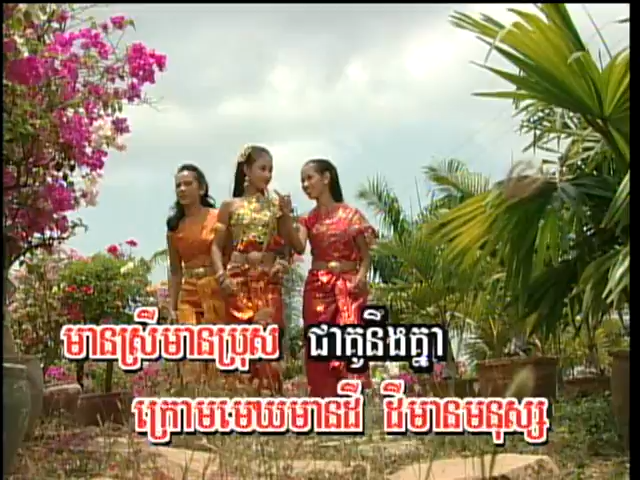 មានស្រីមានប្រុស ជាគូនឹងគ្នា
ក្រោមមេឃមានដី ដីមានមនុស្ស